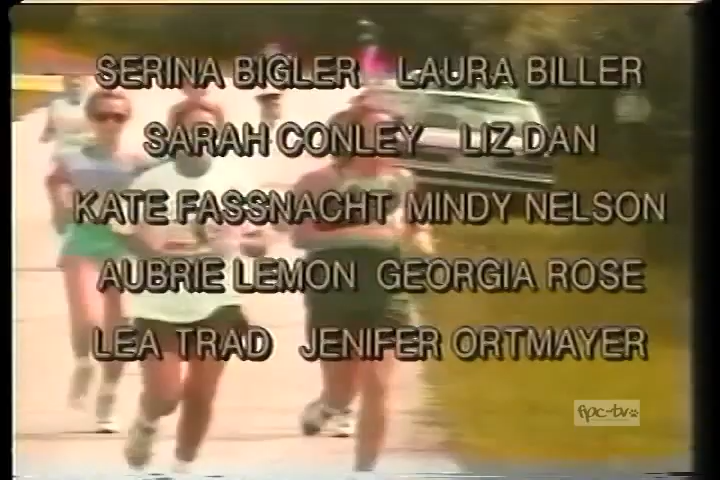 SERINA BIGLER LAURA BILLER
SARAH CONLEY LIZ DAN
KATE FASSNACHT MINDY NELSON
AUBRIE LEMON GEORGIA ROSE
LEA TRAD JENIFER ORTMAYER
fipc-tv